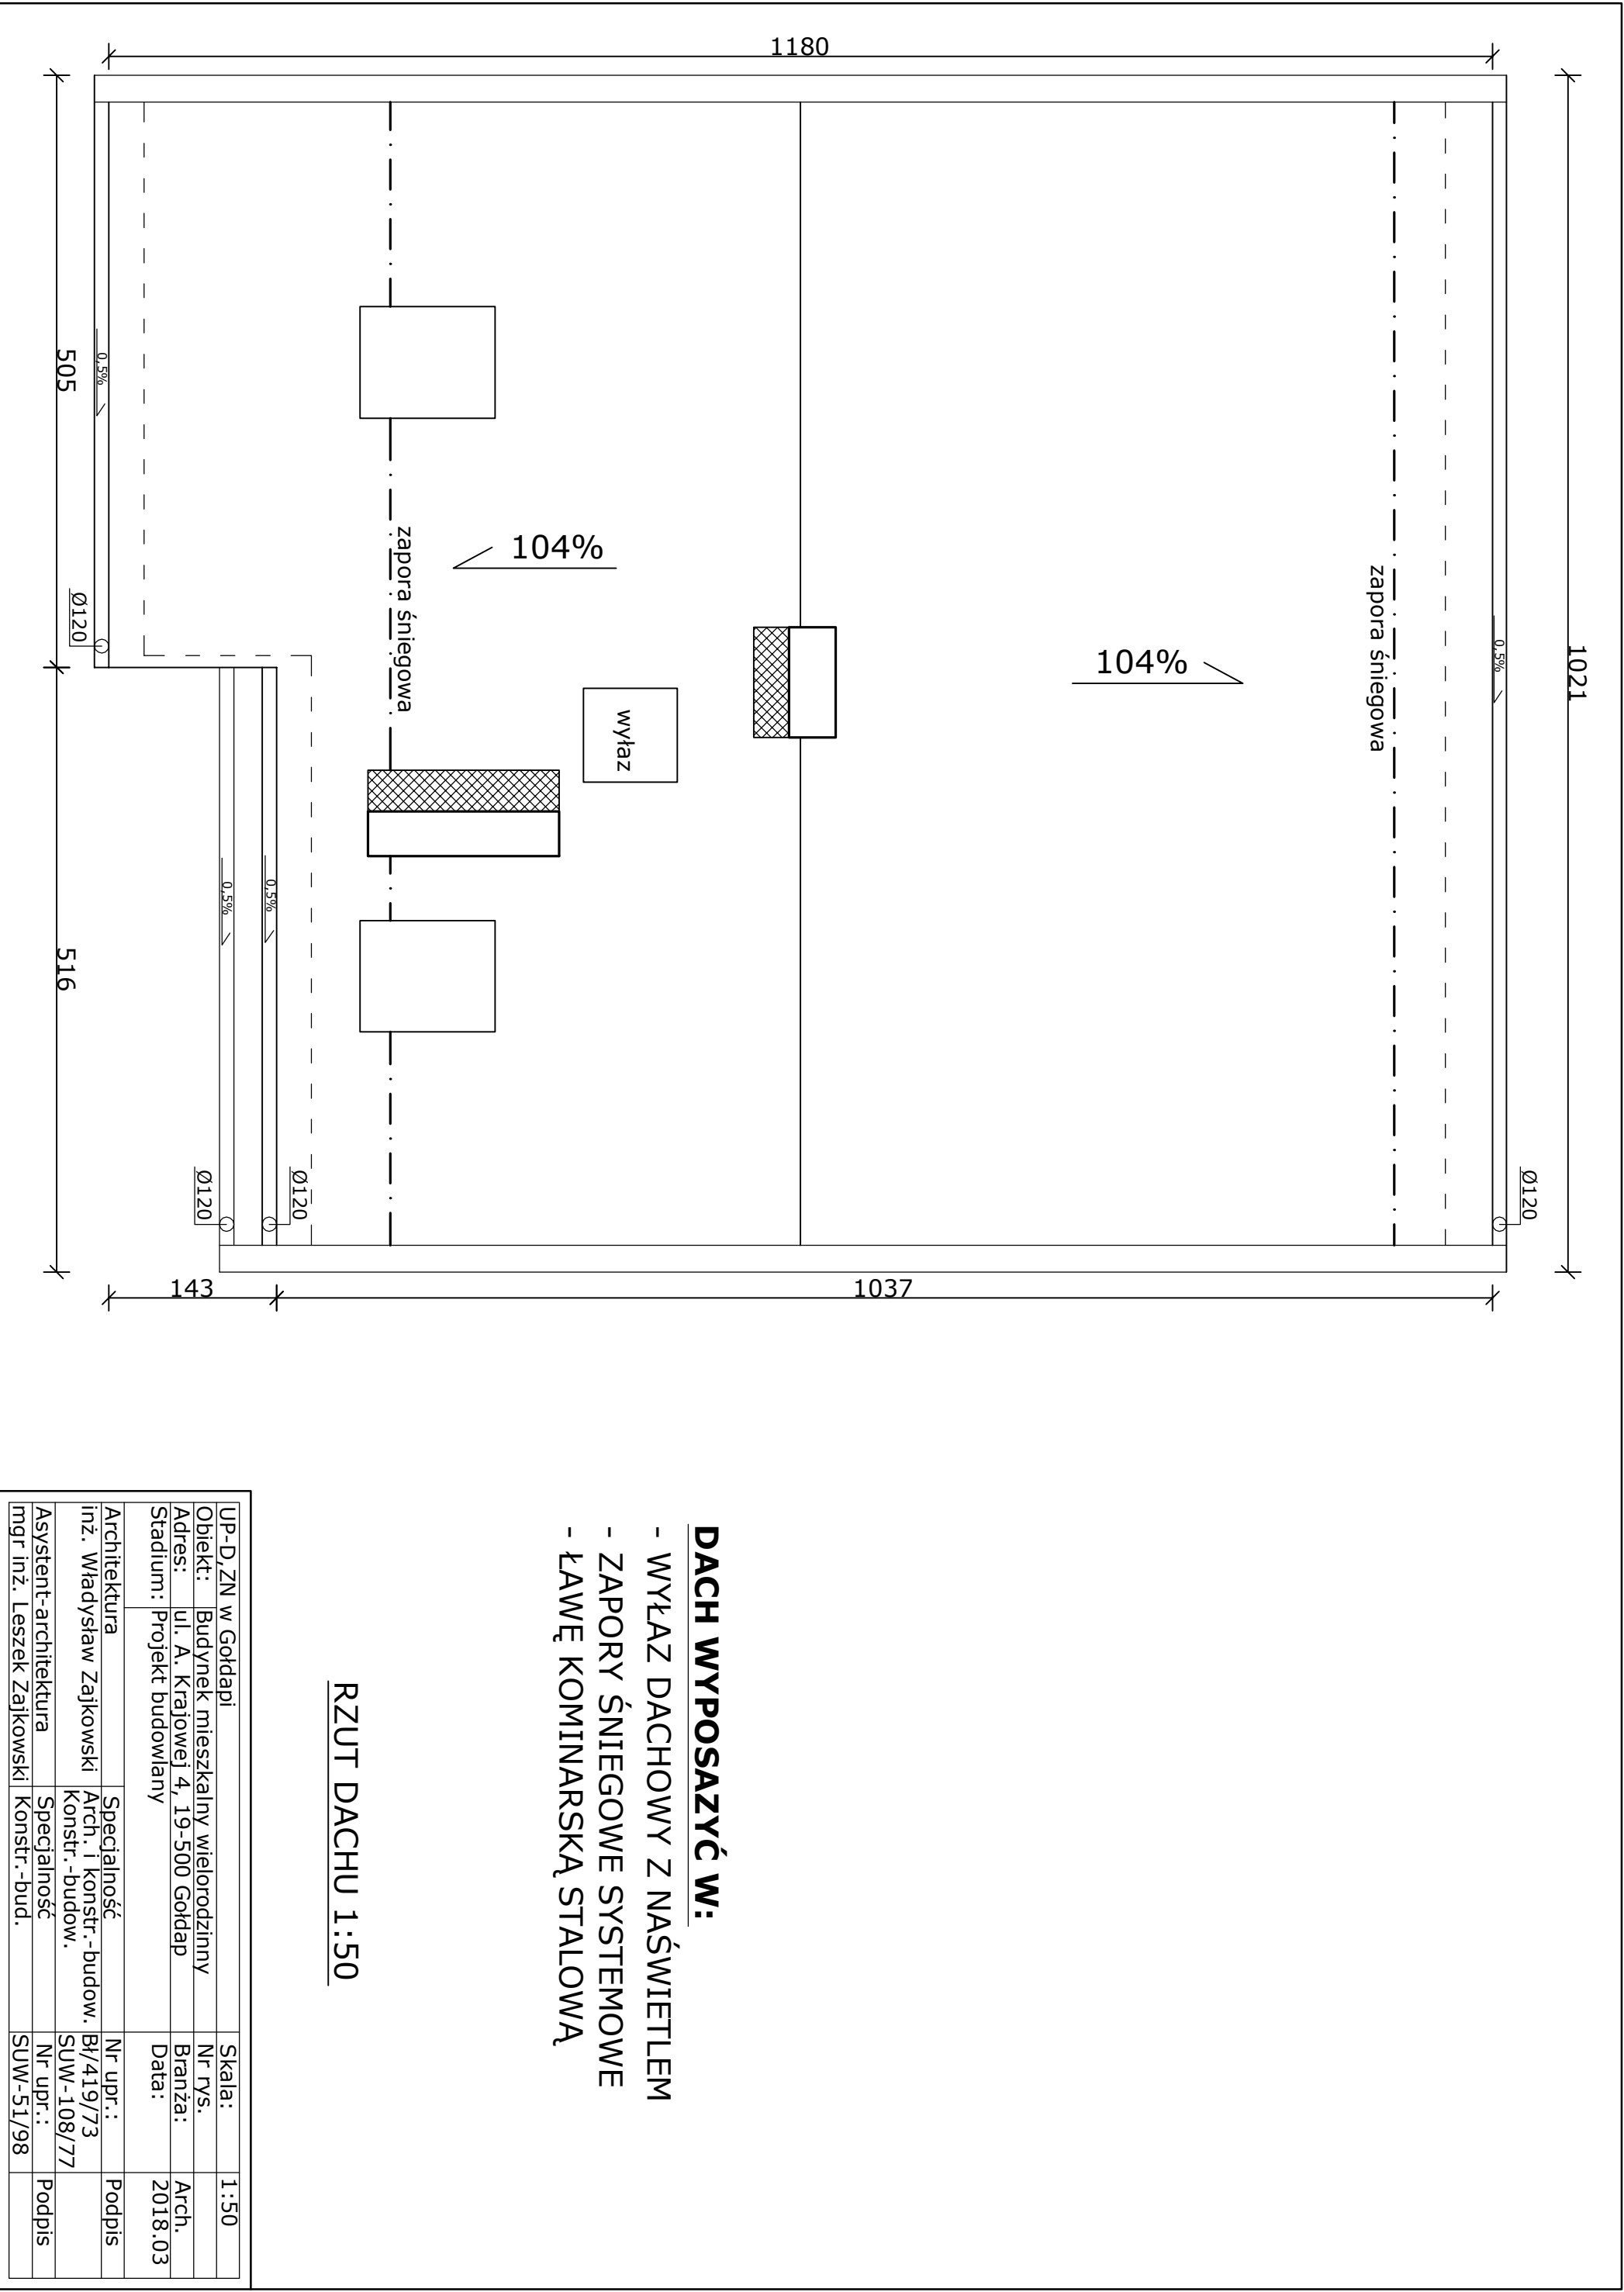 1021
Ø120
0,5%
zapora śniegowa
1180
104%
1037
wyłaz
104%
zapora śniegowa
Ø120
0,5%
0,5%
Ø120
143
0,5%
Ø120
505
516
DACH WYPOSAZYĆ W:
- WYŁAZ DACHOWY Z NAŚWIETLEM
- ZAPORY ŚNIEGOWE SYSTEMOWE
- ŁAWĘ KOMINARSKĄ STALOWĄ
RZUT DACHU 1:50
UP-D,ZN w Gołdapi Skala: 1:50
Obiekt: Budynek mieszkalny wielorodzinny Nr rys.
Adres: ul. A. Krajowej 4, 19-500 Gołdap Branża: Arch.
Stadium: Projekt budowlany Data: 2018.03
Architektura Specjalność Nr upr.: Podpis
inż. Władysław Zajkowski Arch. i konstr.-budow. Bł/419/73
Konstr.-budow. SUW-108/77
Asystent-architektura Specjalność Nr upr.: Podpis
mgr inż. Leszek Zajkowski Konstr.-bud. SUW-51/98